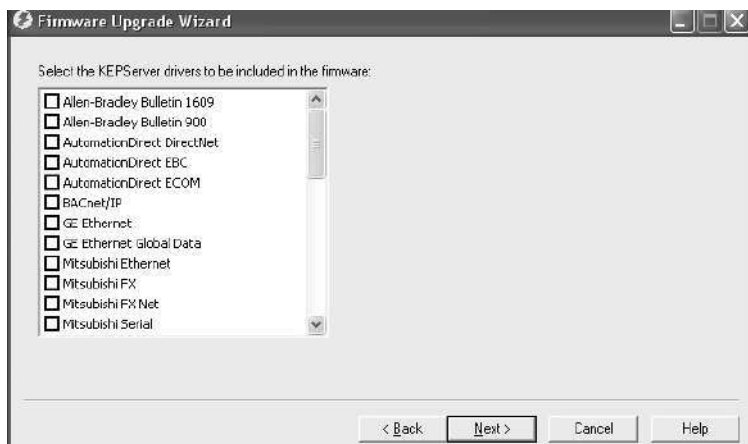 Firmware Upgrade Wizard
Select the KEPServer drivers to be included in the firmware:
Allen-Bradley Bulletin 1609
Allen-Bradley Bulletin 900
AutomationDirect DirectNet
AutomationDirect EBC
AutomationDirect ECOM
BACnet/IP
GE Ethernet
GE Ethernet Global Data
Mitsubishi Ethernet
Mitsubishi FX
Mitsubishi FX Net
Mitsubishi Serial
< Back Next > Cancel Help